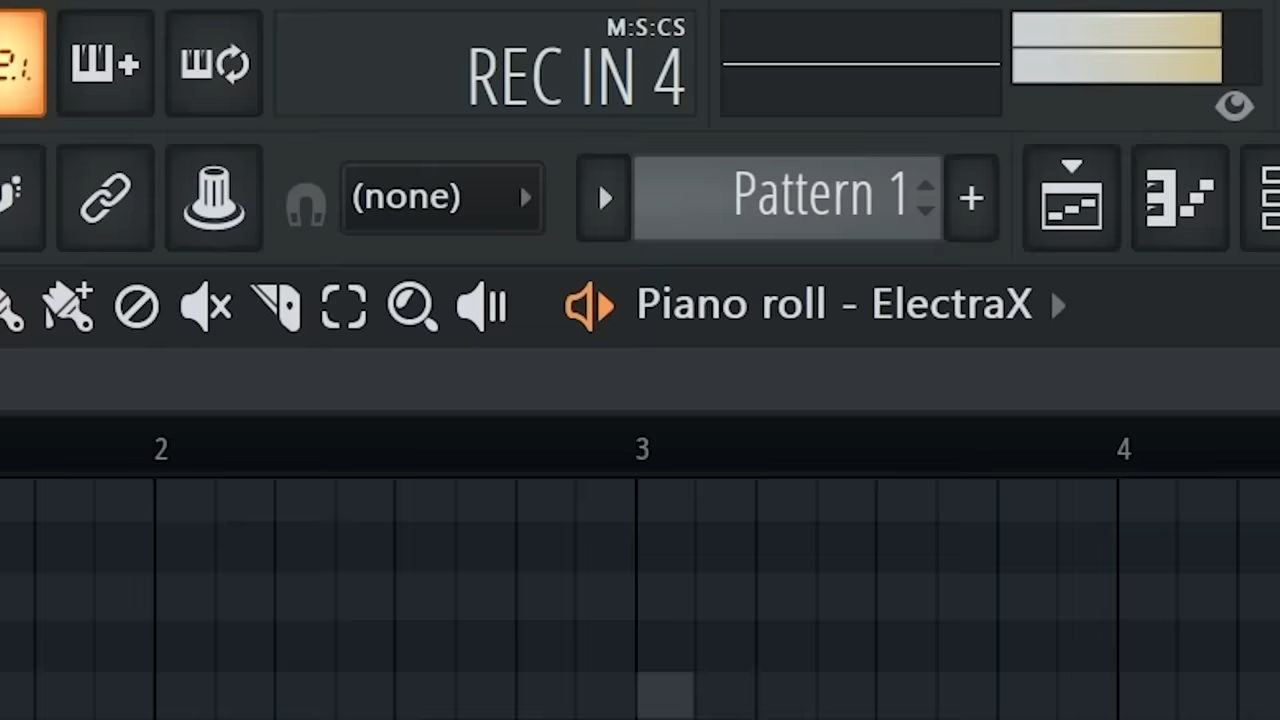 M:S:CS
REC IN 4
(none)
Pattern 1
+
Piano roll - ElectraX
2
3
4